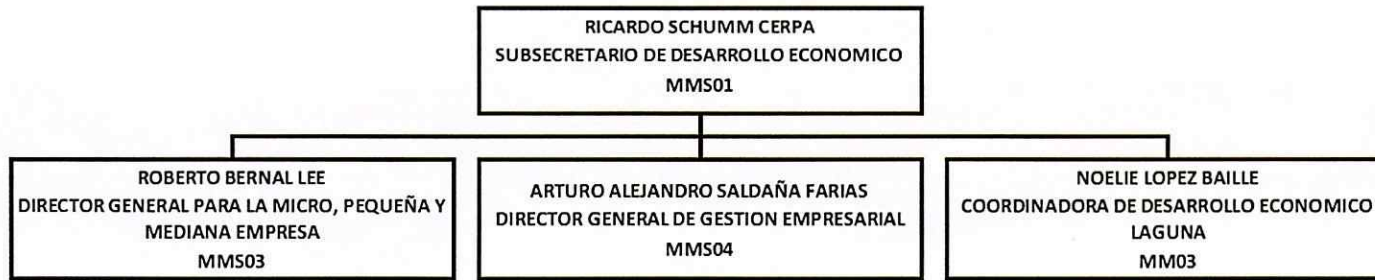 RICARDO SCHUMM CERPA
SUBSECRETARIO DE DESARROLLO ECONOMICO
MMS01
ROBERTO BERNAL LEE
DIRECTOR GENERAL PARA LA MICRO, PEQUEÑA Y
MEDIANA EMPRESA
MMS03
ARTURO ALEJANDRO SALDAÑA FARIAS
DIRECTOR GENERAL DE GESTION EMPRESARIAL
MMS04
NOELIE LOPEZ BAILLE
COORDINADORA DE DESARROLLO ECONOMICO
LAGUNA
MM03